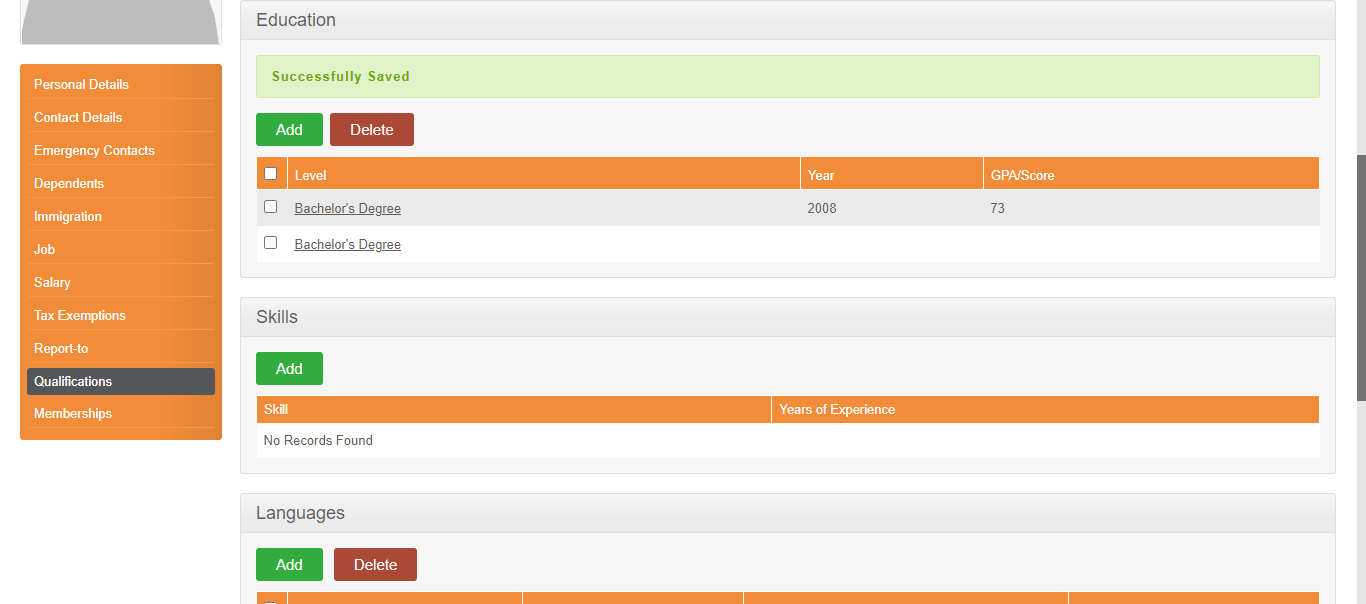 Personal Details
Contact Details
Emergency Contacts
Dependents
Immigration
Job
Salary
Tax Exemptions
Report-to
Qualifications
Memberships
Education
Successfully Saved
Add Delete
Level Year GPA/Score
Bachelor's Degree 2008 73
Bachelor's Degree
Skills
Add
Skill Years of Experience
No Records Found
Languages
Add Delete